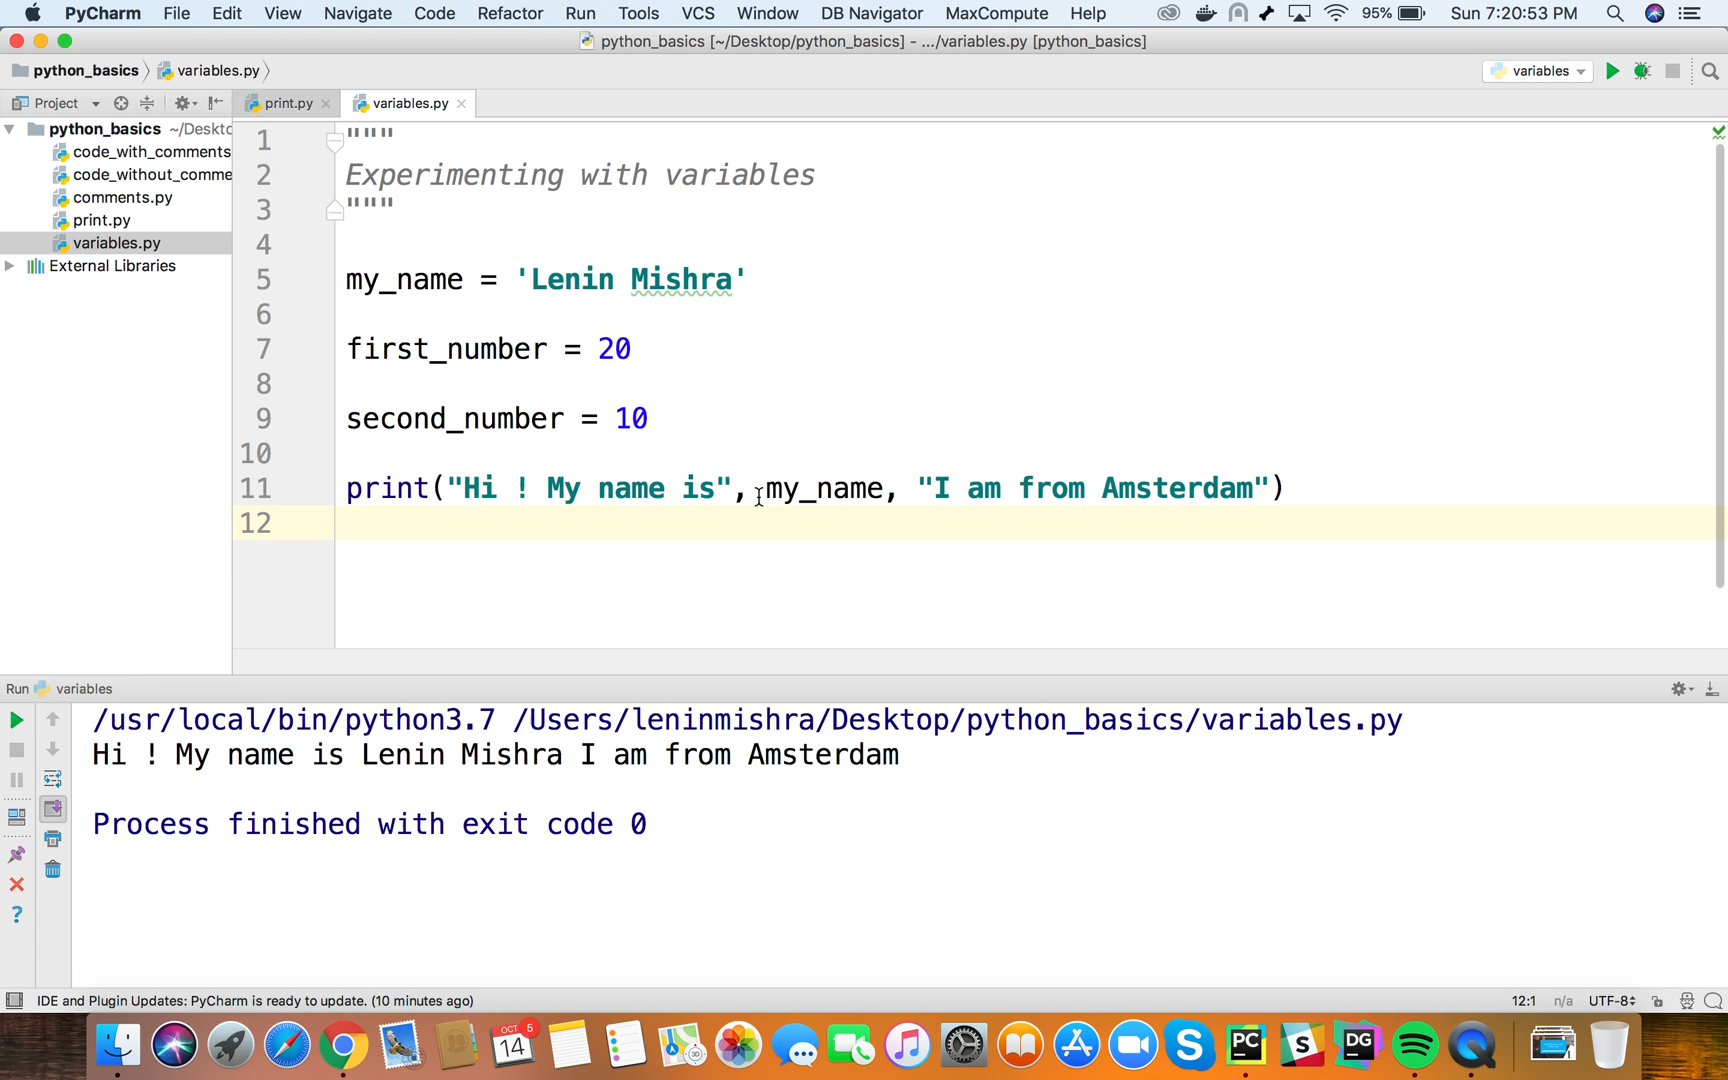 PyCharm File Edit View Navigate Code Refactor Run Tools VCS Window DB Navigator MaxCompute Help 95% Sun 7:20:53 PM
python_basics [~/Desktop/python_basics] - .../variables.py [python_basics]
python_basics variables.py variables
Project print.py variables.py
python_basics ~/Deskto
code_with_comments
code_without_comme
comments.py
print.py
variables.py
External Libraries
1 """
2 Experimenting with variables
3 """
4
5 my_name = 'Lenin Mishra'
6
7 first_number = 20
8
9 second_number = 10
10
11 print("Hi ! My name is", my_name, "I am from Amsterdam")
12
Run variables
/usr/local/bin/python3.7 /Users/leninmishra/Desktop/python_basics/variables.py
Hi ! My name is Lenin Mishra I am from Amsterdam
Process finished with exit code 0
?
IDE and Plugin Updates: PyCharm is ready to update. (10 minutes ago) 12:1 n/a UTF-8
OCT 14 5 PC S DG